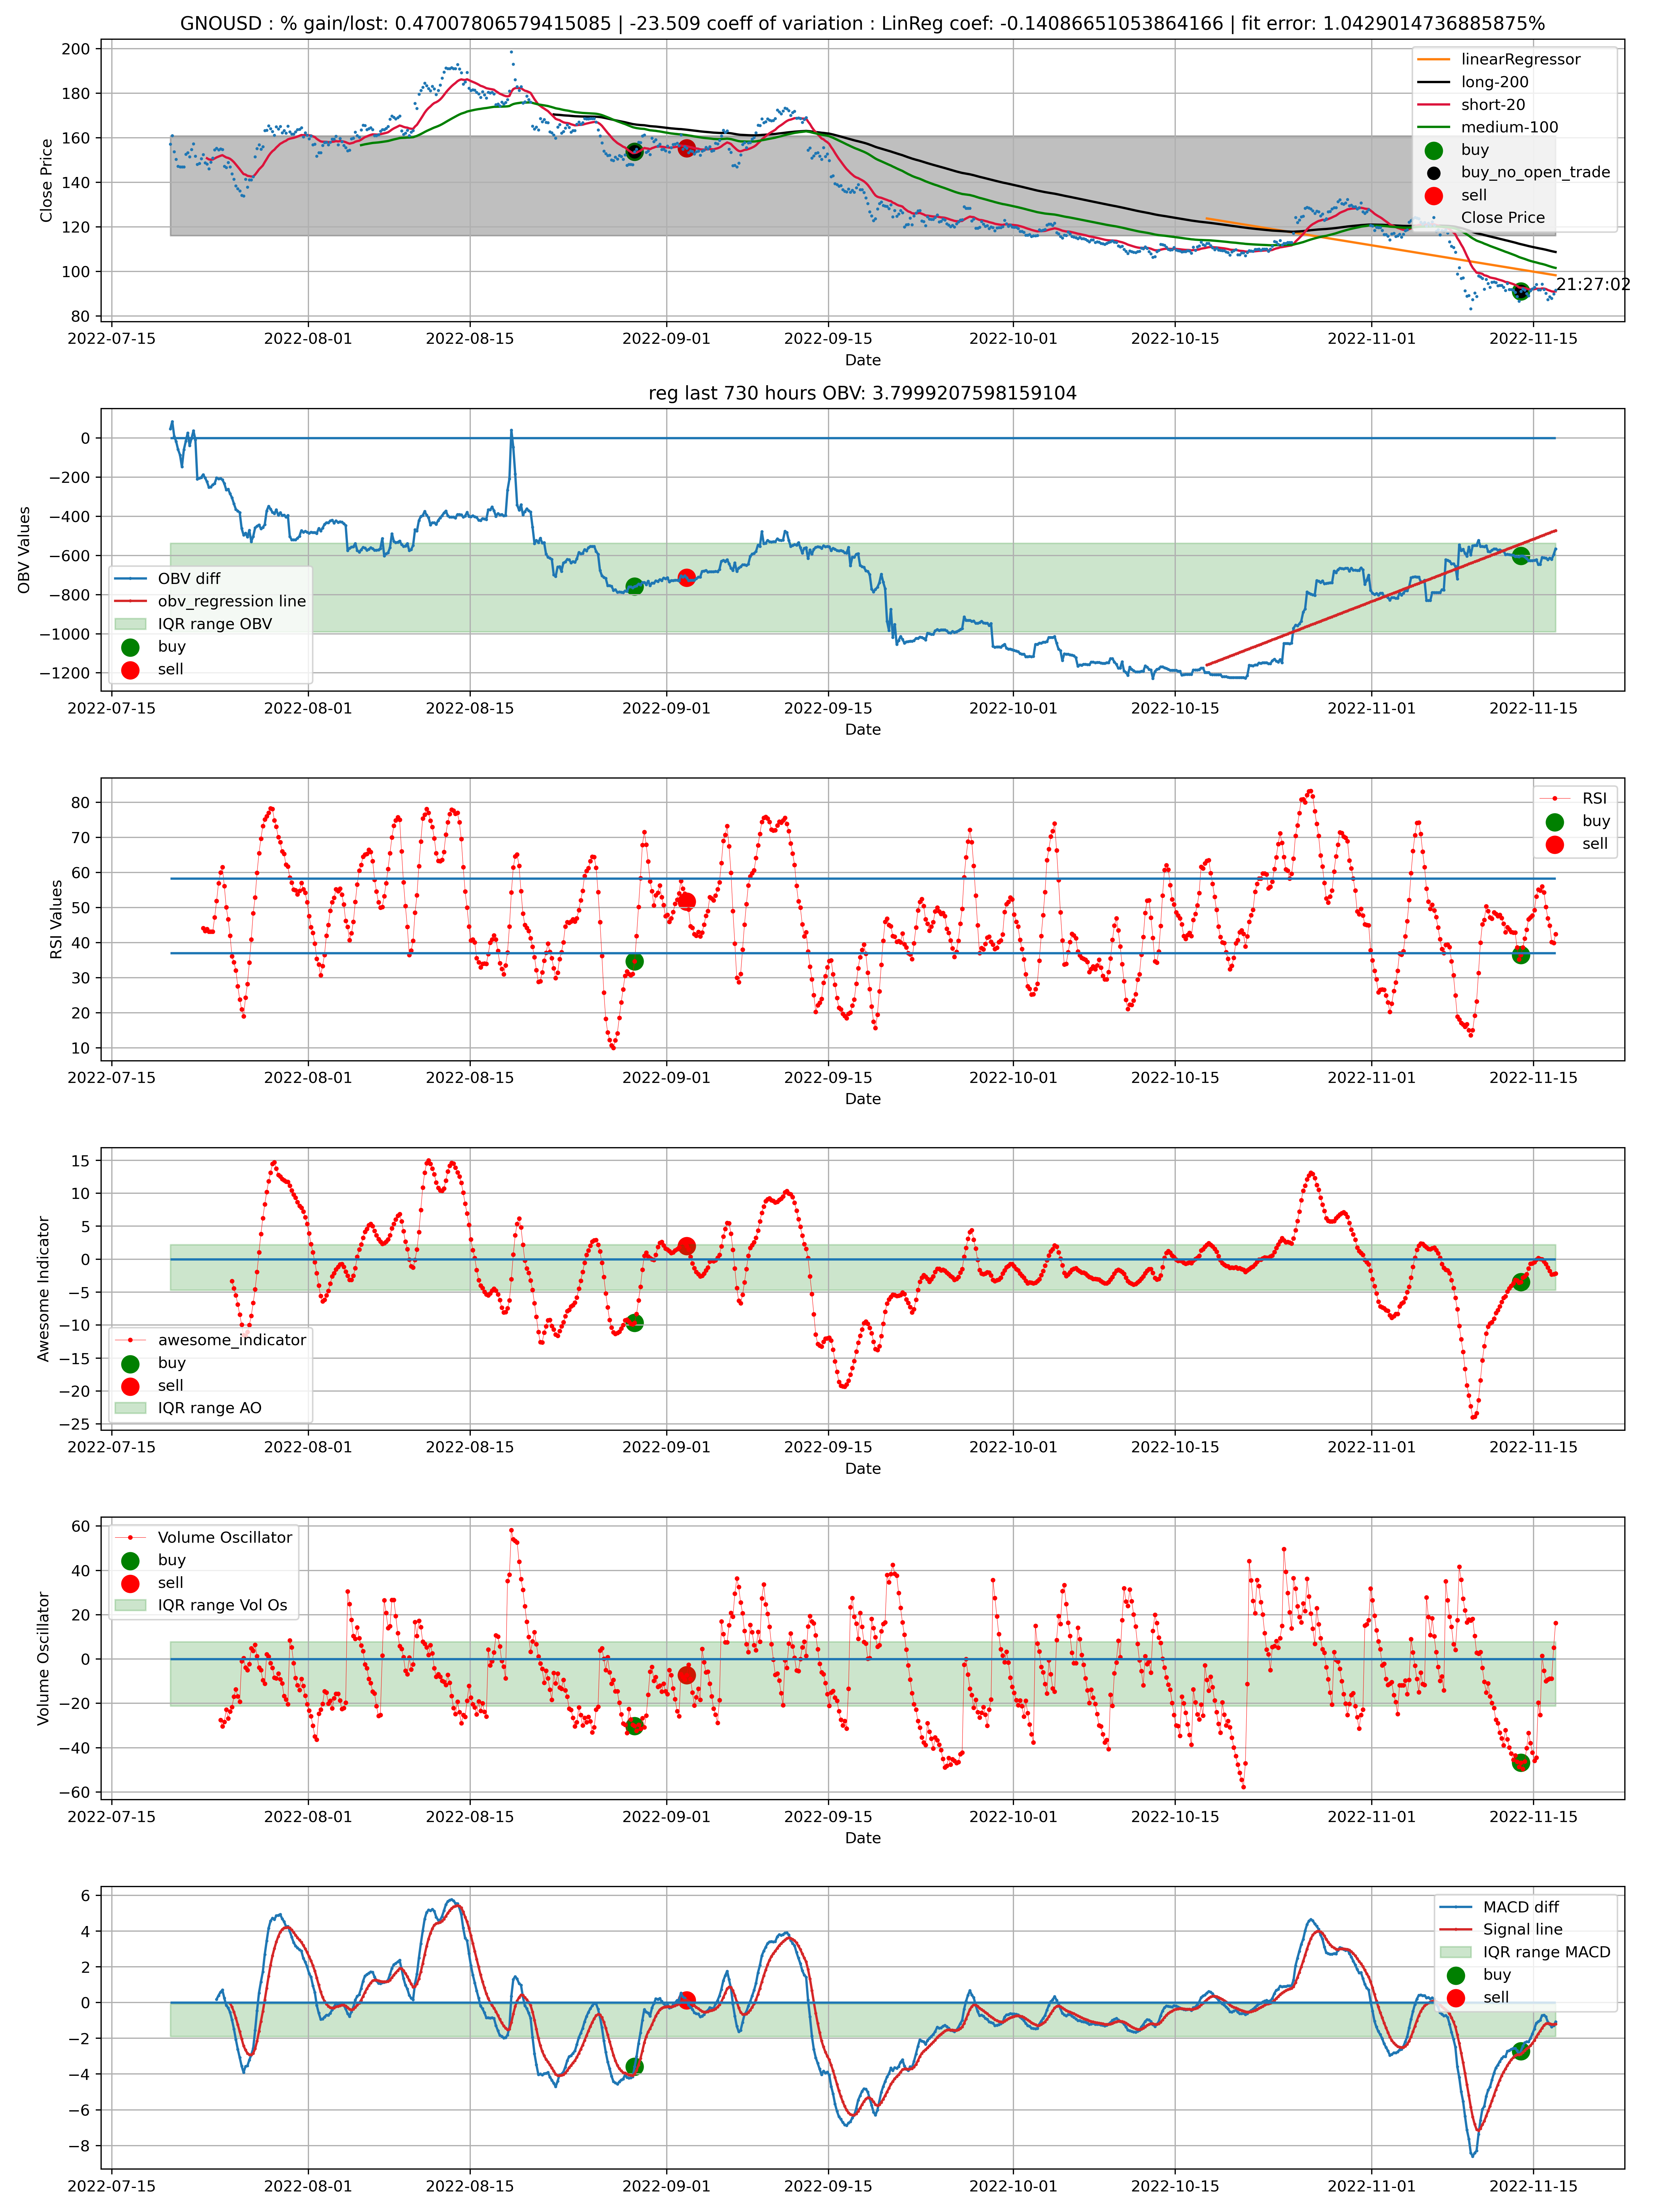 GNOUSD : % gain/lost: 0.47007806579415085 | -23.509 coeff of variation : LinReg coef: -0.14086651053864166 | fit error: 1.0429014736885875%
Close Price
200
180
160
140
120
100
80
linearRegressor
long-200
short-20
medium-100
buy
buy_no_open_trade
sell
Close Price
21:27:02
2022-07-15 2022-08-01 2022-08-15 2022-09-01 2022-09-15 2022-10-01 2022-10-15 2022-11-01 2022-11-15
Date
reg last 730 hours OBV: 3.7999207598159104
OBV Values
0
−200
−400
−600
−800
−1000
−1200
OBV diff
obv_regression line
IQR range OBV
buy
sell
2022-07-15 2022-08-01 2022-08-15 2022-09-01 2022-09-15 2022-10-01 2022-10-15 2022-11-01 2022-11-15
Date
RSI Values
80
70
60
50
40
30
20
10
RSI
buy
sell
2022-07-15 2022-08-01 2022-08-15 2022-09-01 2022-09-15 2022-10-01 2022-10-15 2022-11-01 2022-11-15
Date
Awesome Indicator
15
10
5
0
−5
−10
−15
−20
−25
awesome_indicator
buy
sell
IQR range AO
2022-07-15 2022-08-01 2022-08-15 2022-09-01 2022-09-15 2022-10-01 2022-10-15 2022-11-01 2022-11-15
Date
Volume Oscillator
60
40
20
0
−20
−40
−60
Volume Oscillator
buy
sell
IQR range Vol Os
2022-07-15 2022-08-01 2022-08-15 2022-09-01 2022-09-15 2022-10-01 2022-10-15 2022-11-01 2022-11-15
Date
6
4
2
0
−2
−4
−6
−8
MACD diff
Signal line
IQR range MACD
buy
sell
2022-07-15 2022-08-01 2022-08-15 2022-09-01 2022-09-15 2022-10-01 2022-10-15 2022-11-01 2022-11-15